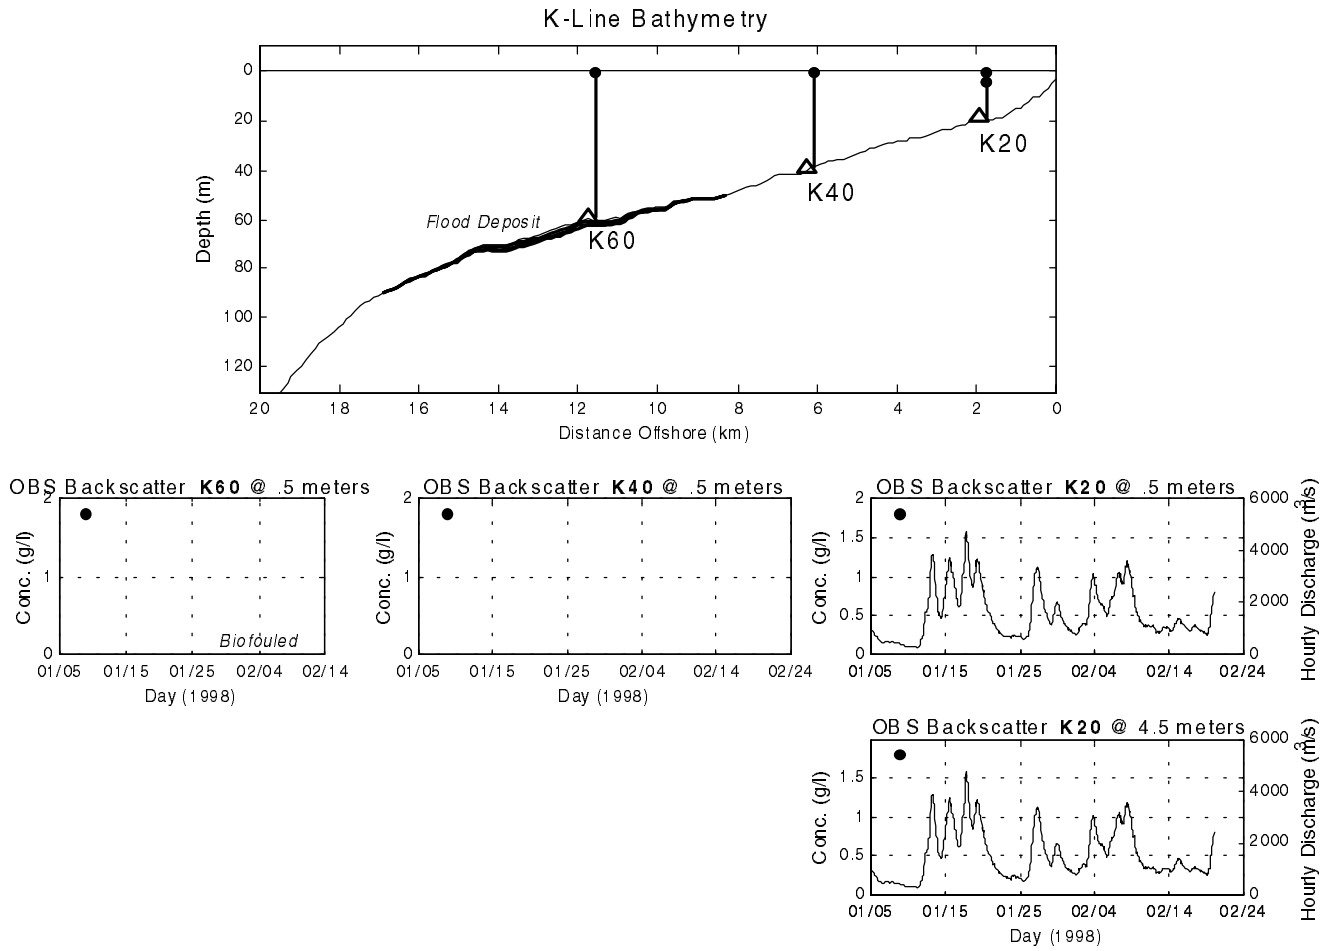 K-Line Bathymetry
0
20
40
60
80
100
120
Depth (m)
K20
K40
Flood Deposit
K60
20 18 16 14 12 10 8 6 4 2 0
Distance Offshore (km)
OBS Backscatter K60 @ .5 meters
2
1
0
Conc. (g/l)
Biofouled
01/05 01/15 01/25 02/04 02/14
Day (1998)
OBS Backscatter K40 @ .5 meters
2
1
0
Conc. (g/l)
01/05 01/15 01/25 02/04 02/14 02/24
Day (1998)
OBS Backscatter K20 @ .5 meters
2
1.5
1
0.5
0
Conc. (g/l)
6000
4000
2000
0
Hourly Discharge (m3/s)
01/05 01/15 01/25 02/04 02/14 02/24
OBS Backscatter K20 @ 4.5 meters
1.5
1
0.5
0
Conc. (g/l)
6000
4000
2000
0
Hourly Discharge (m3/s)
01/05 01/15 01/25 02/04 02/14 02/24
Day (1998)